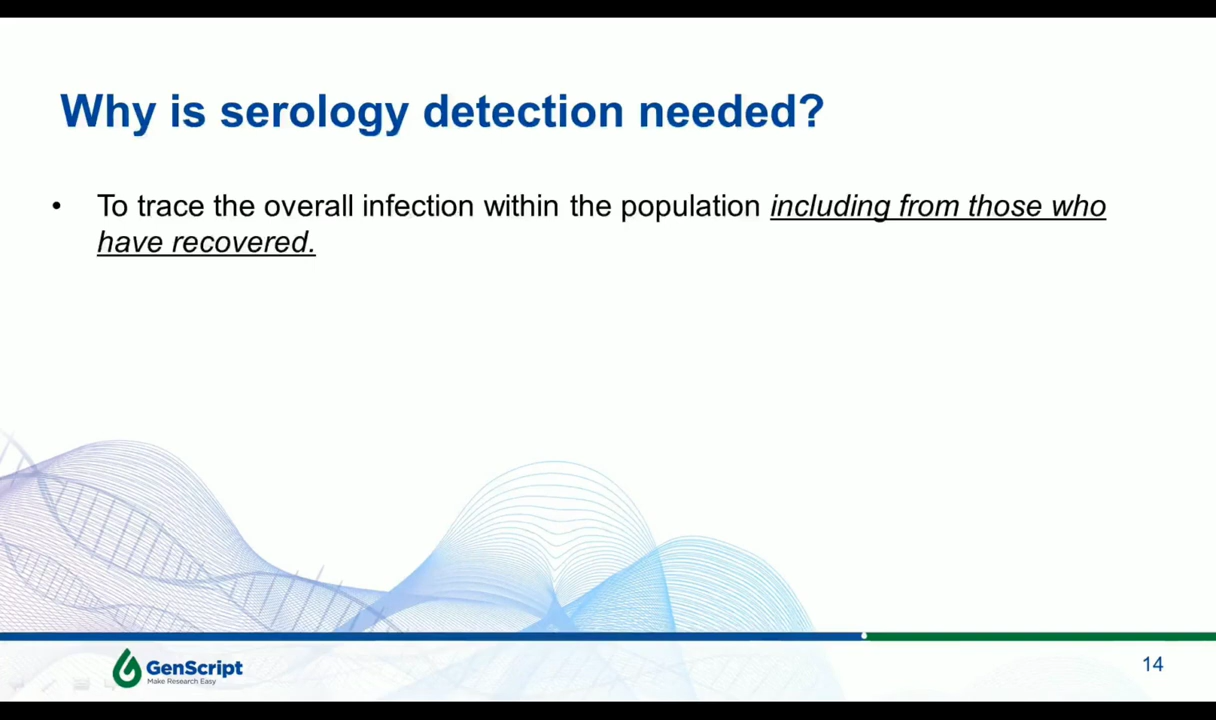 Why is serology detection needed?
• To trace the overall infection within the population including from those who
have recovered.
GenScript
Make Research Easy
14